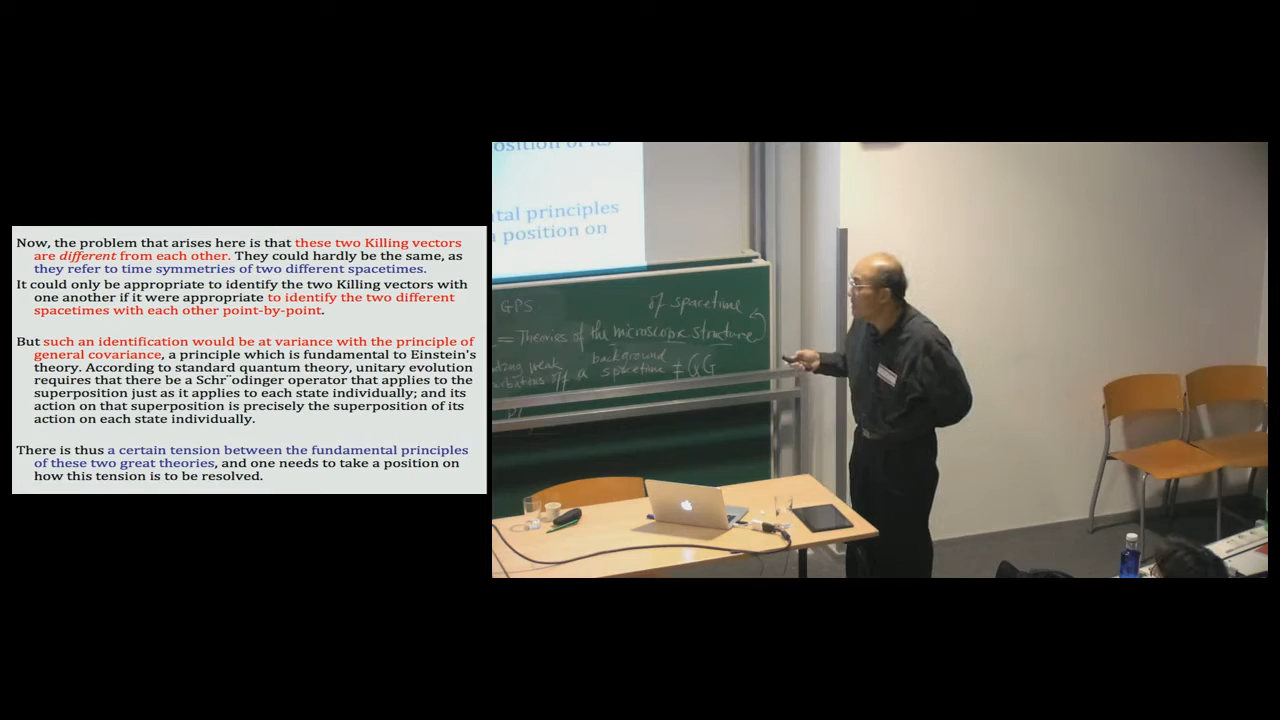 Now, the problem that arises here is that these two Killing vectors
are different from each other. They could hardly be the same, as
they refer to time symmetries of two different spacetimes.
It could only be appropriate to identify the two Killing vectors with
one another if it were appropriate to identify the two different
spacetimes with each other point-by-point.
But such an identification would be at variance with the principle of
general covariance, a principle which is fundamental to Einstein's
theory. According to standard quantum theory, unitary evolution
requires that there be a Schr¨odinger operator that applies to the
superposition just as it applies to each state individually; and its
action on that superposition is precisely the superposition of its
action on each state individually.
There is thus a certain tension between the fundamental principles
of these two great theories, and one needs to take a position on
how this tension is to be resolved.
osition of its
tal principles
a position on
GPS
of spacetime
= Theories of the microscopic structure
weak background
off a spacetime ≠ QG